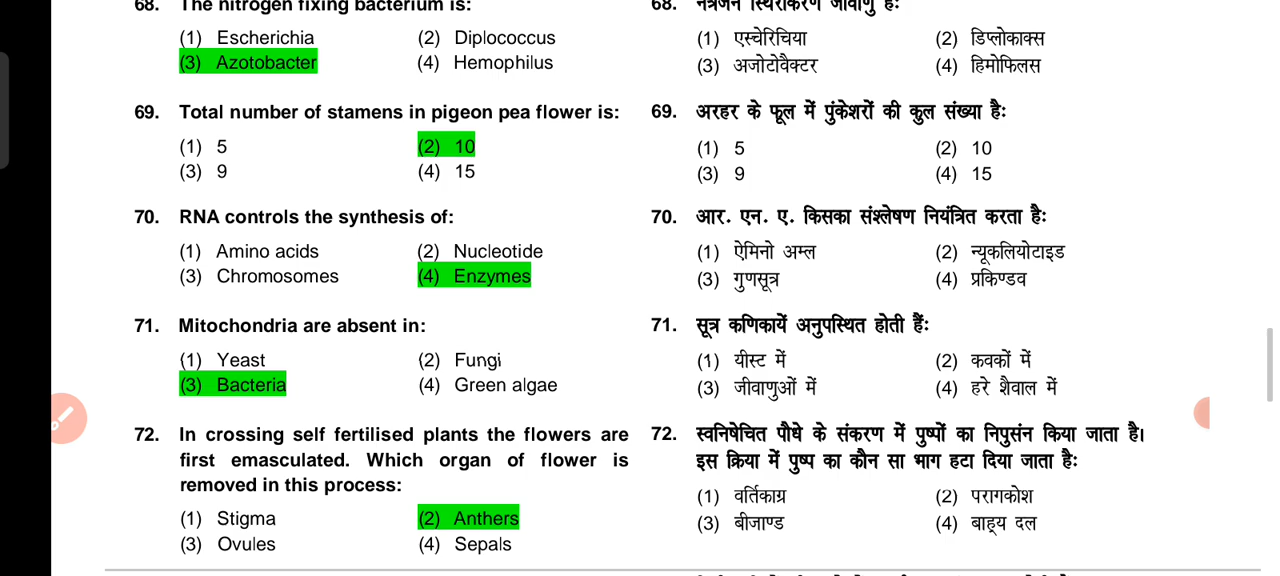 68. The nitrogen fixing bacterium is:
(1) Escherichia (2) Diplococcus
(3) Azotobacter (4) Hemophilus
69. Total number of stamens in pigeon pea flower is:
(1) 5 (2) 10
(3) 9 (4) 15
70. RNA controls the synthesis of:
(1) Amino acids (2) Nucleotide
(3) Chromosomes (4) Enzymes
71. Mitochondria are absent in:
(1) Yeast (2) Fungi
(3) Bacteria (4) Green algae
72. In crossing self fertilised plants the flowers are
first emasculated. Which organ of flower is
removed in this process:
(1) Stigma (2) Anthers
(3) Ovules (4) Sepals
68. नत्रजन स्थिरीकरण जीवाणु है:
(1) एस्चेरिचिया (2) डिप्लोकाक्स
(3) अजोटोवैक्टर (4) हिमोफिलस
69. अरहर के फूल में पुंकेशरों की कुल संख्या है:
(1) 5 (2) 10
(3) 9 (4) 15
70. आर. एन. ए. किसका संश्लेषण नियंत्रित करता है:
(1) ऐमिनो अम्ल (2) न्यूकलियोटाइड
(3) गुणसूत्र (4) प्रकिण्डव
71. सूत्र कणिकायें अनुपस्थित होती हैं:
(1) यीस्ट में (2) कवकों में
(3) जीवाणुओं में (4) हरे शैवाल में
72. स्वनिषेचित पौधे के संकरण में पुष्पों का निपुसंन किया जाता है।
इस क्रिया में पुष्प का कौन सा भाग हटा दिया जाता है:
(1) वर्तिकाग्र (2) परागकोश
(3) बीजाण्ड (4) बाह्य दल